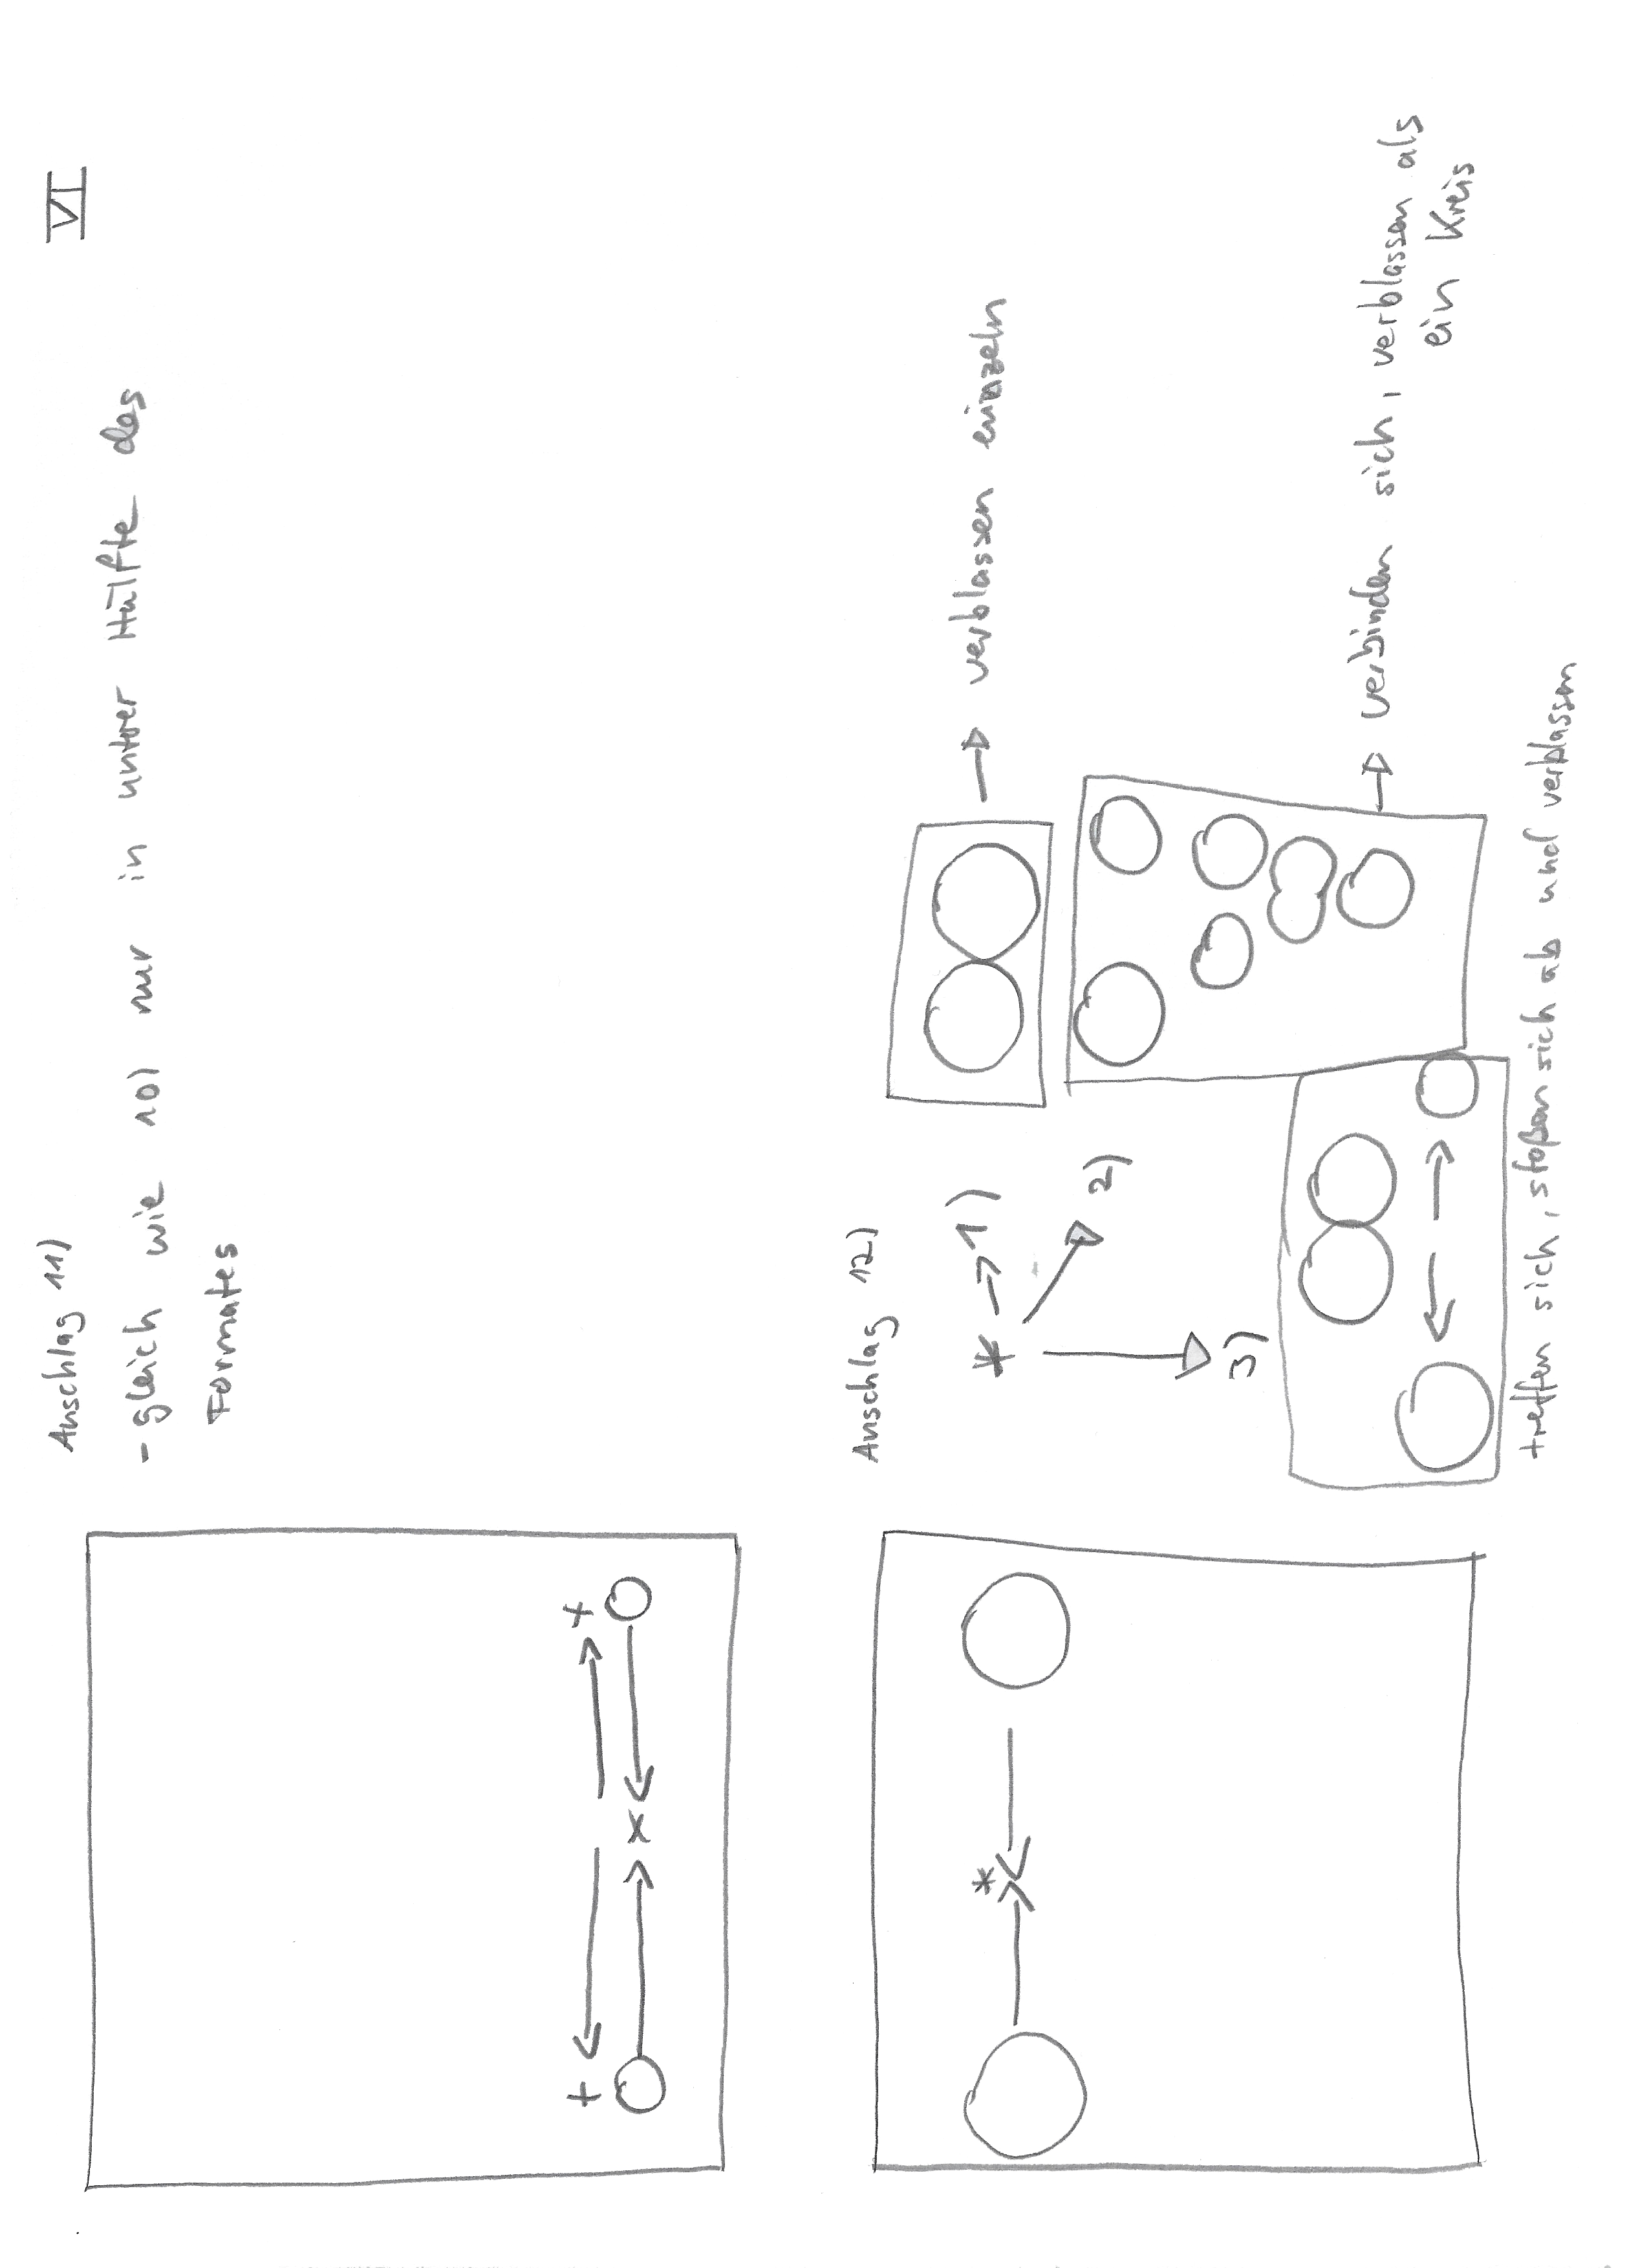 VI
Anschlag 11)
- gleich wie 10) nur in unterer Hälfte des
Formates
+ +
x
Anschlag 12)
* → 1) → verblassen einzeln
2)
3)
*
→ verbinden sich, verblassen als
ein Kreis
treffen sich, stoßen sich ab und verblassen